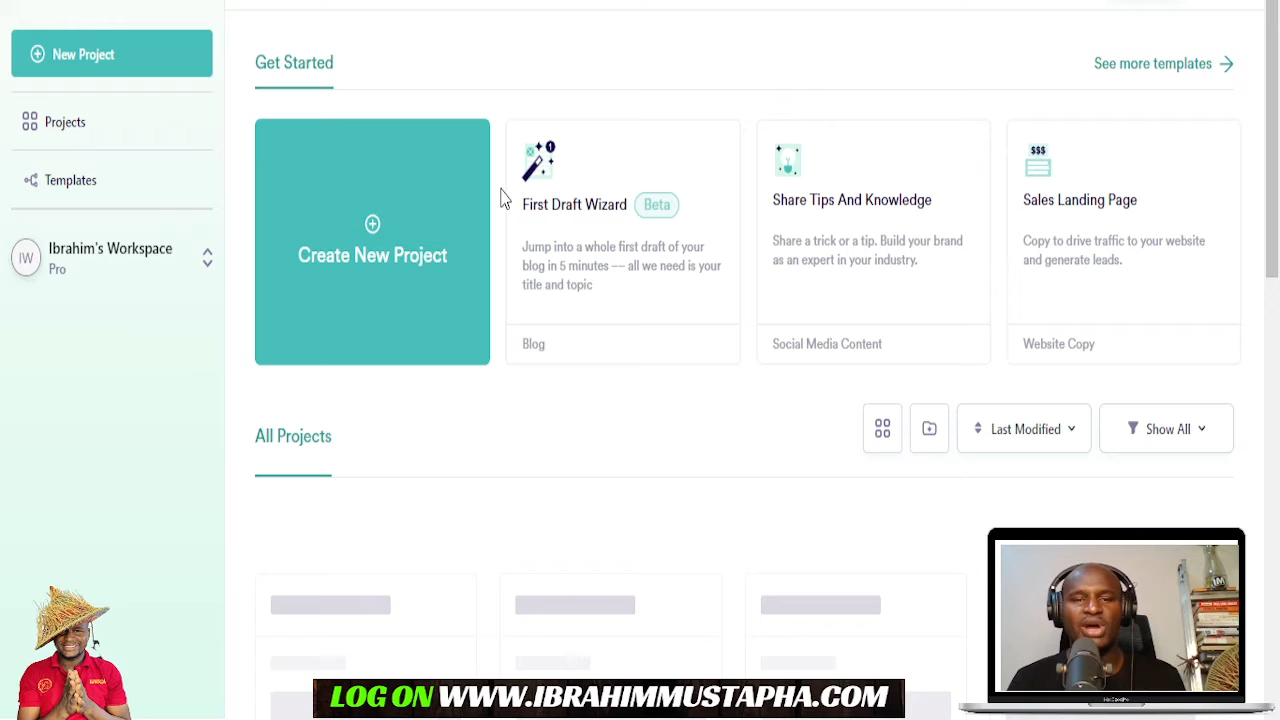 New Project
Projects
Templates
IW
Ibrahim's Workspace
Pro
Get Started
See more templates
Create New Project
First Draft Wizard
Beta
Jump into a whole first draft of your
blog in 5 minutes –– all we need is your
title and topic
Blog
Share Tips And Knowledge
Share a trick or a tip. Build your brand
as an expert in your industry.
Social Media Content
$$$
Sales Landing Page
Copy to drive traffic to your website
and generate leads.
Website Copy
All Projects
Last Modified
Show All
LOG ON WWW.IBRAHIMMUSTAPHA.COM